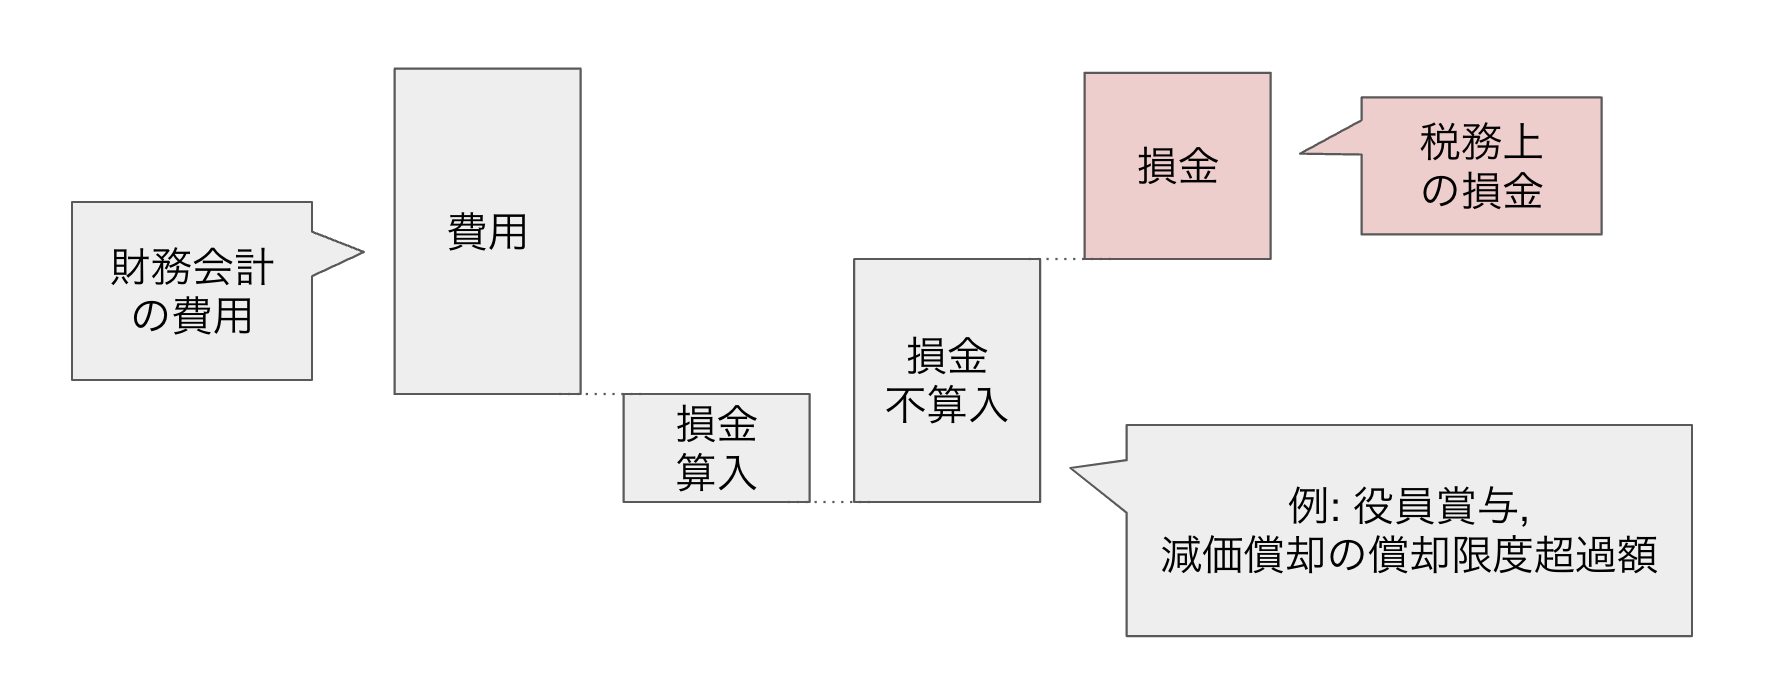 財務会計
の費用
費用
損金
算入
損金
不算入
損金
税務上
の損金
例: 役員賞与,
減価償却の償却限度超過額